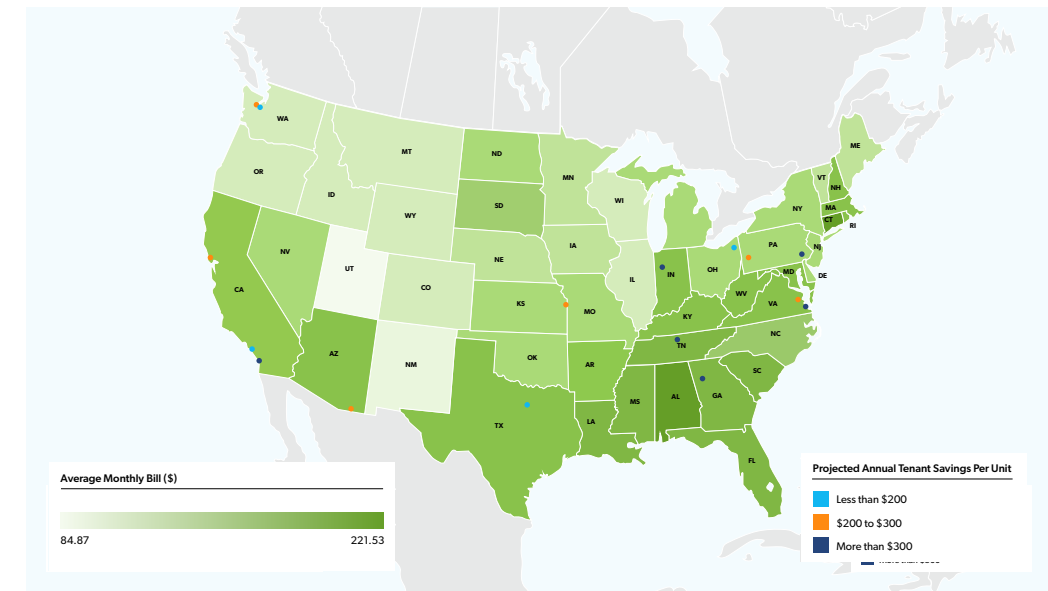 ME
WA
VT
MT
ND
NH
MN
OR
SD
WI
NY
MA
ID
CT
RI
WY
PA
NJ
IA
NV
NE
UT
OH
MD
DE
IN
IL
CO
CA
WV
KS
VA
MO
KY
NC
TN
AZ
OK
NM
AR
SC
AL
GA
MS
LA
TX
FL
Average Monthly Bill ($)
84.87
221.53
Projected Annual Tenant Savings Per Unit
Less than $200
$200 to $300
More than $300